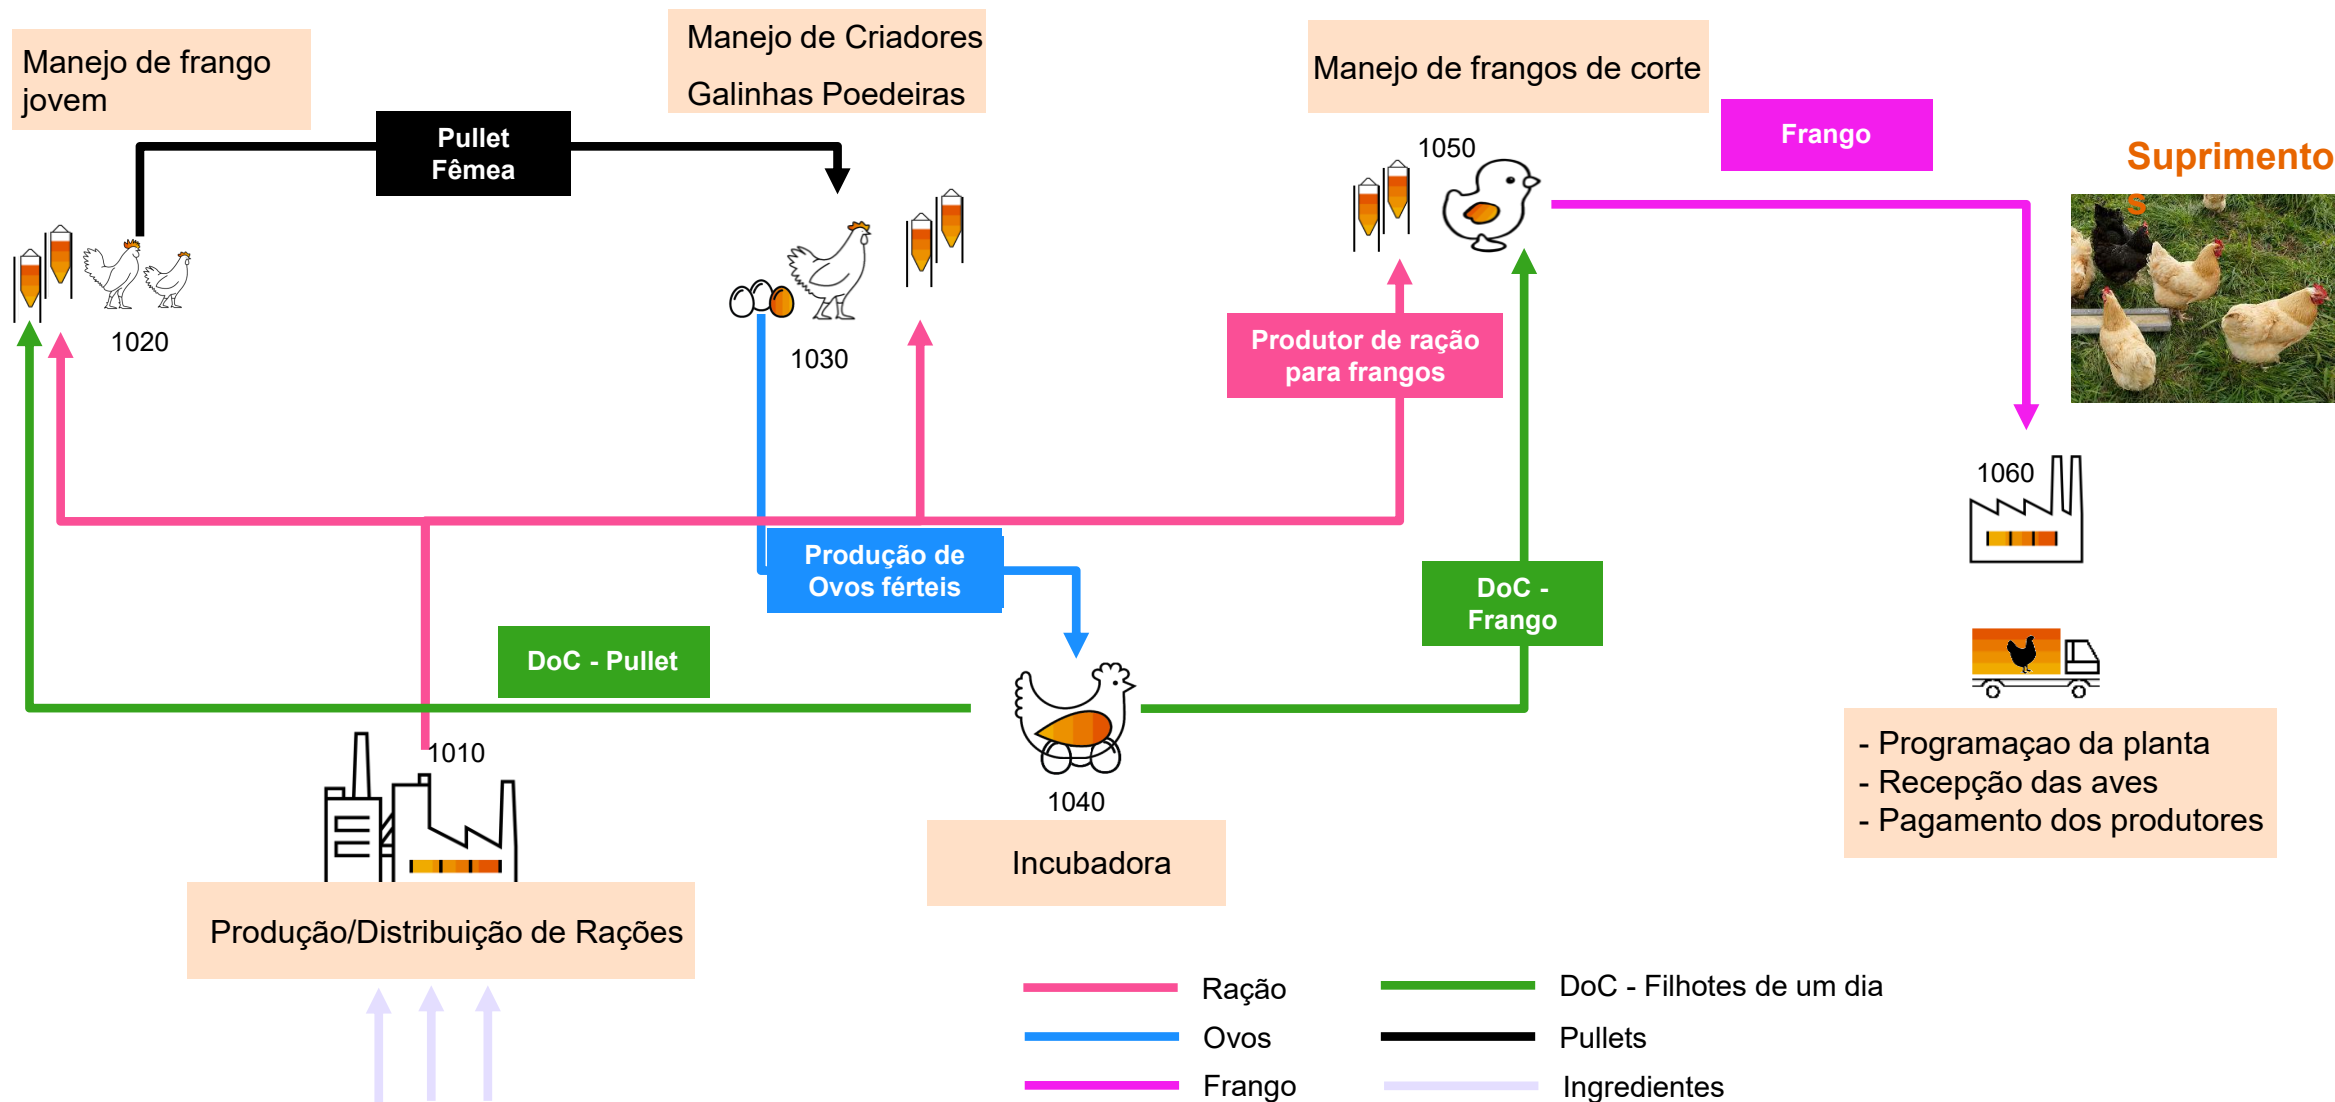 Manejo de frango
jovem
Manejo de Criadores
Galinhas Poedeiras
Manejo de frangos de corte
Pullet
Fêmea
Frango
1050
Suprimento
s
1020
1030
Produtor de ração
para frangos
1060
Produção de
Ovos férteis
DoC -
Frango
DoC - Pullet
1010
1040
- Programaçao da planta
- Recepção das aves
- Pagamento dos produtores
Incubadora
Produção/Distribuição de Rações
Ração
DoC - Filhotes de um dia
Ovos
Pullets
Frango
Ingredientes